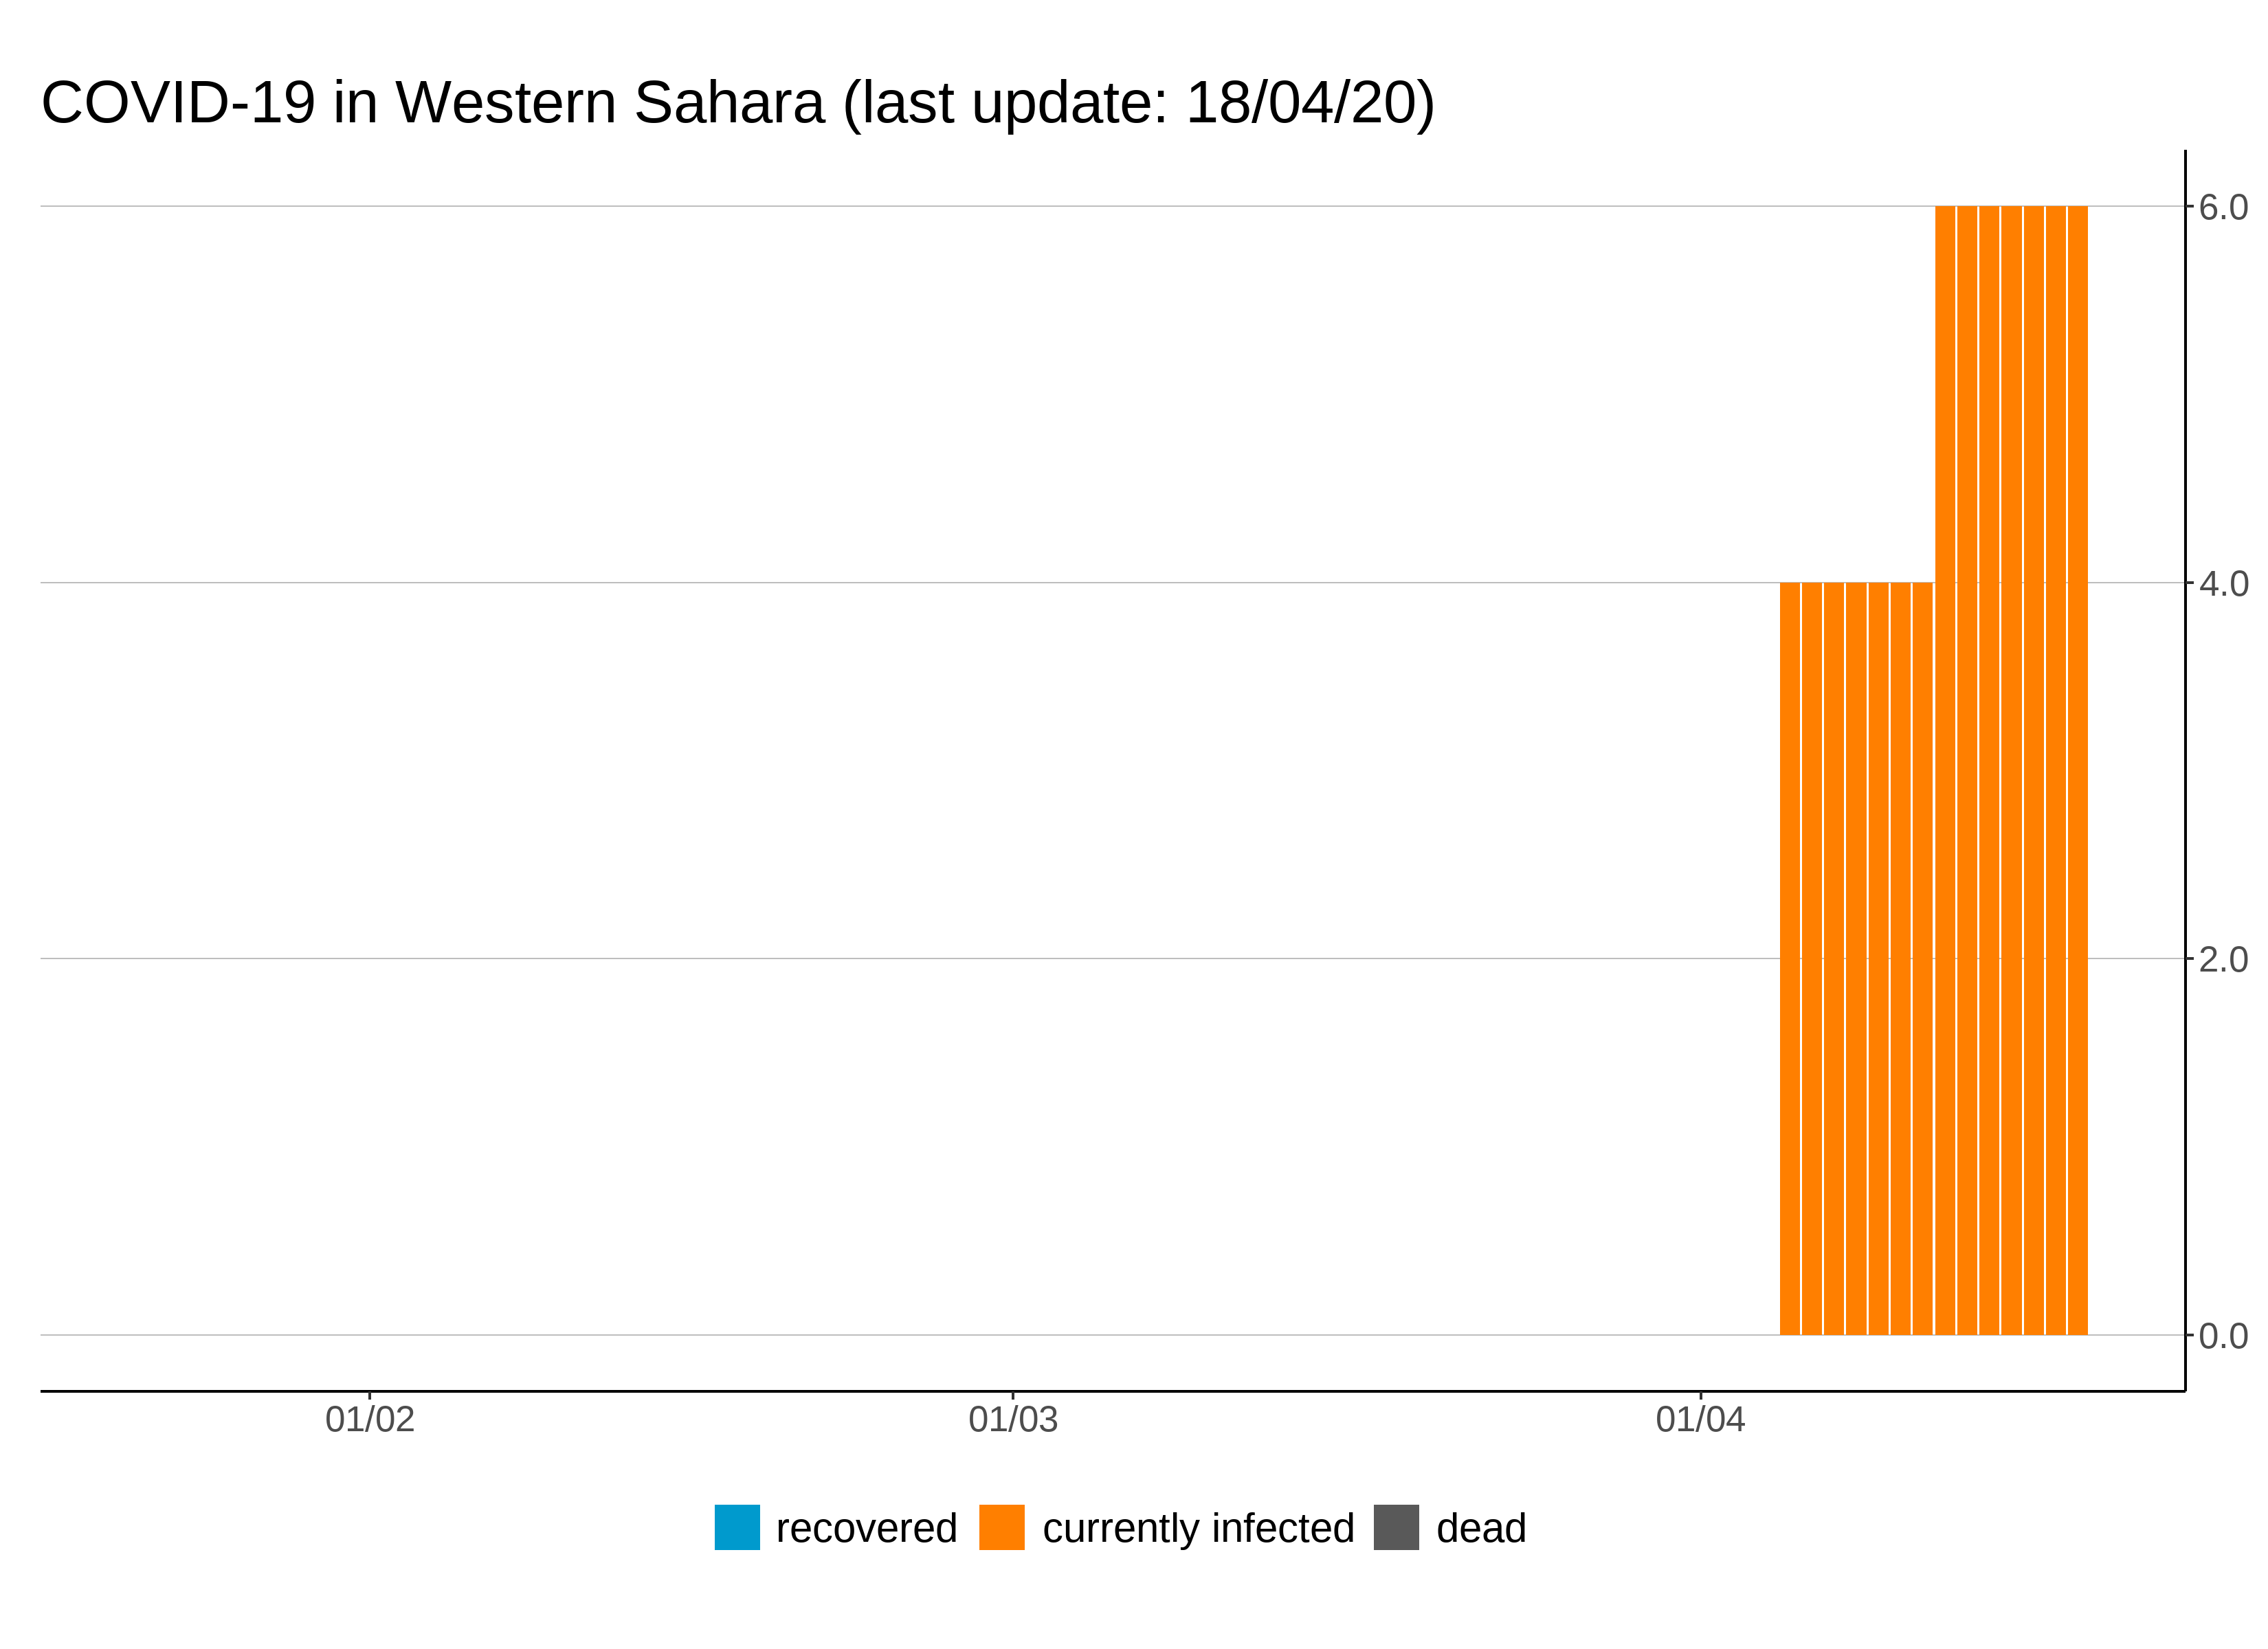 COVID-19 in Western Sahara (last update: 18/04/20)
6.0
4.0
2.0
0.0
01/02 01/03 01/04
recovered currently infected dead